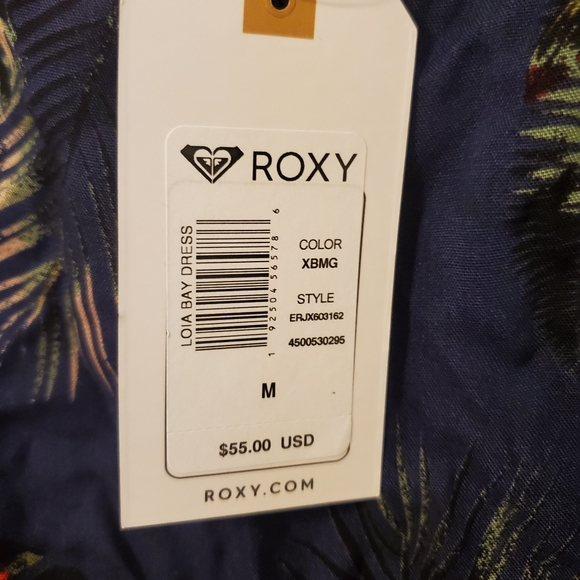 ROXY
LOIA BAY DRESS
1 92504 56578 6
COLOR
XBMG
STYLE
ERJX603162
4500530295
M
$55.00 USD
ROXY.COM